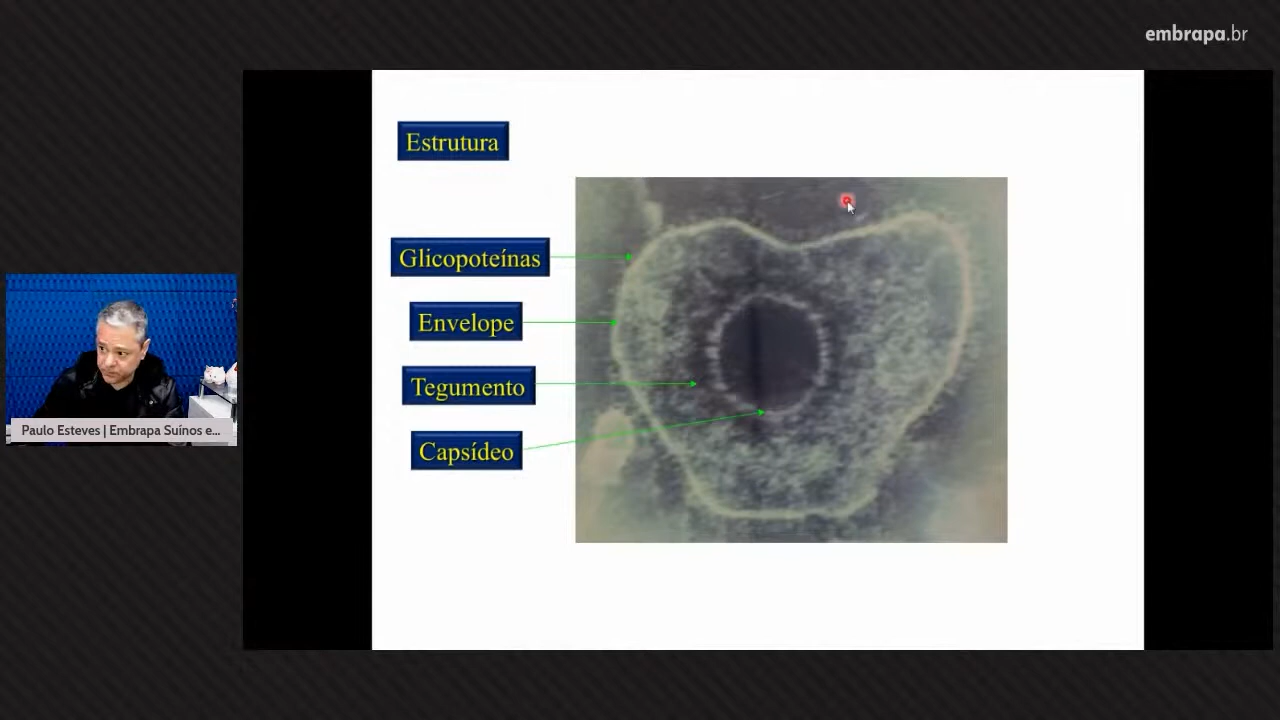 embrapa.br
Estrutura
Glicopoteínas
Envelope
Tegumento
Capsídeo
Paulo Esteves | Embrapa Suínos e...